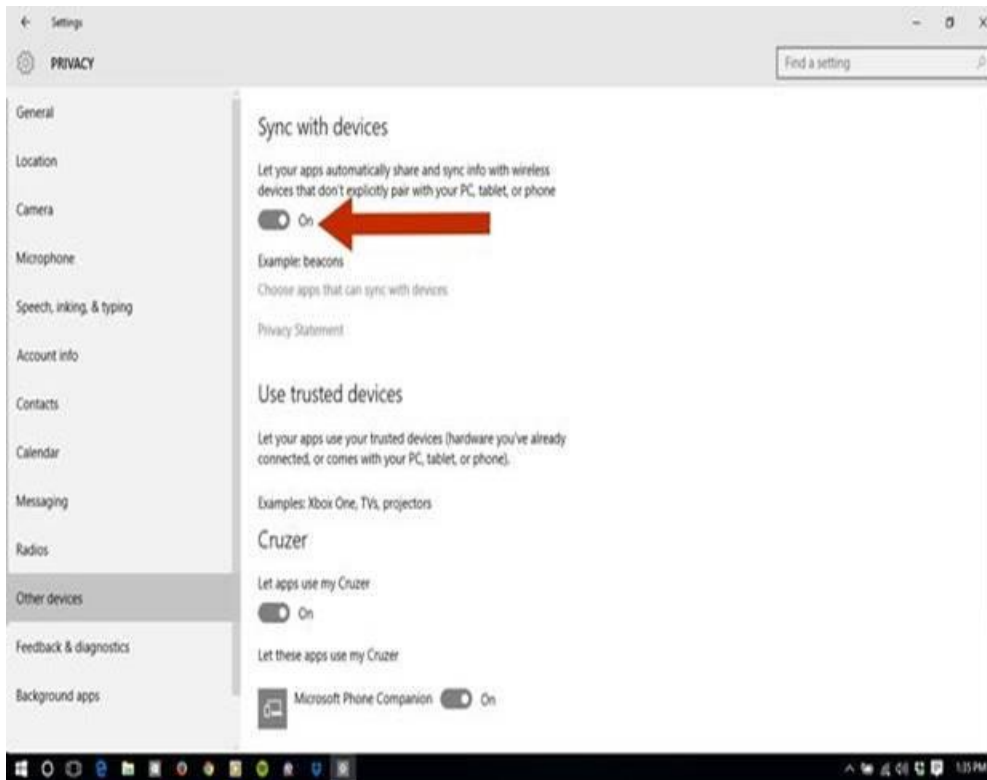 Settings
PRIVACY
Find a setting
General
Location
Camera
Microphone
Speech, inking, & typing
Account info
Contacts
Calendar
Messaging
Radios
Other devices
Feedback & diagnostics
Background apps
Sync with devices
Let your apps automatically share and sync info with wireless
devices that don't explicitly pair with your PC, tablet, or phone
On
Example: beacons
Choose apps that can sync with devices
Privacy Statement
Use trusted devices
Let your apps use your trusted devices (hardware you've already
connected, or comes with your PC, tablet, or phone).
Examples: Xbox One, TVs, projectors
Cruzer
Let apps use my Cruzer
On
Let these apps use my Cruzer
Microsoft Phone Companion On
1:35 PM